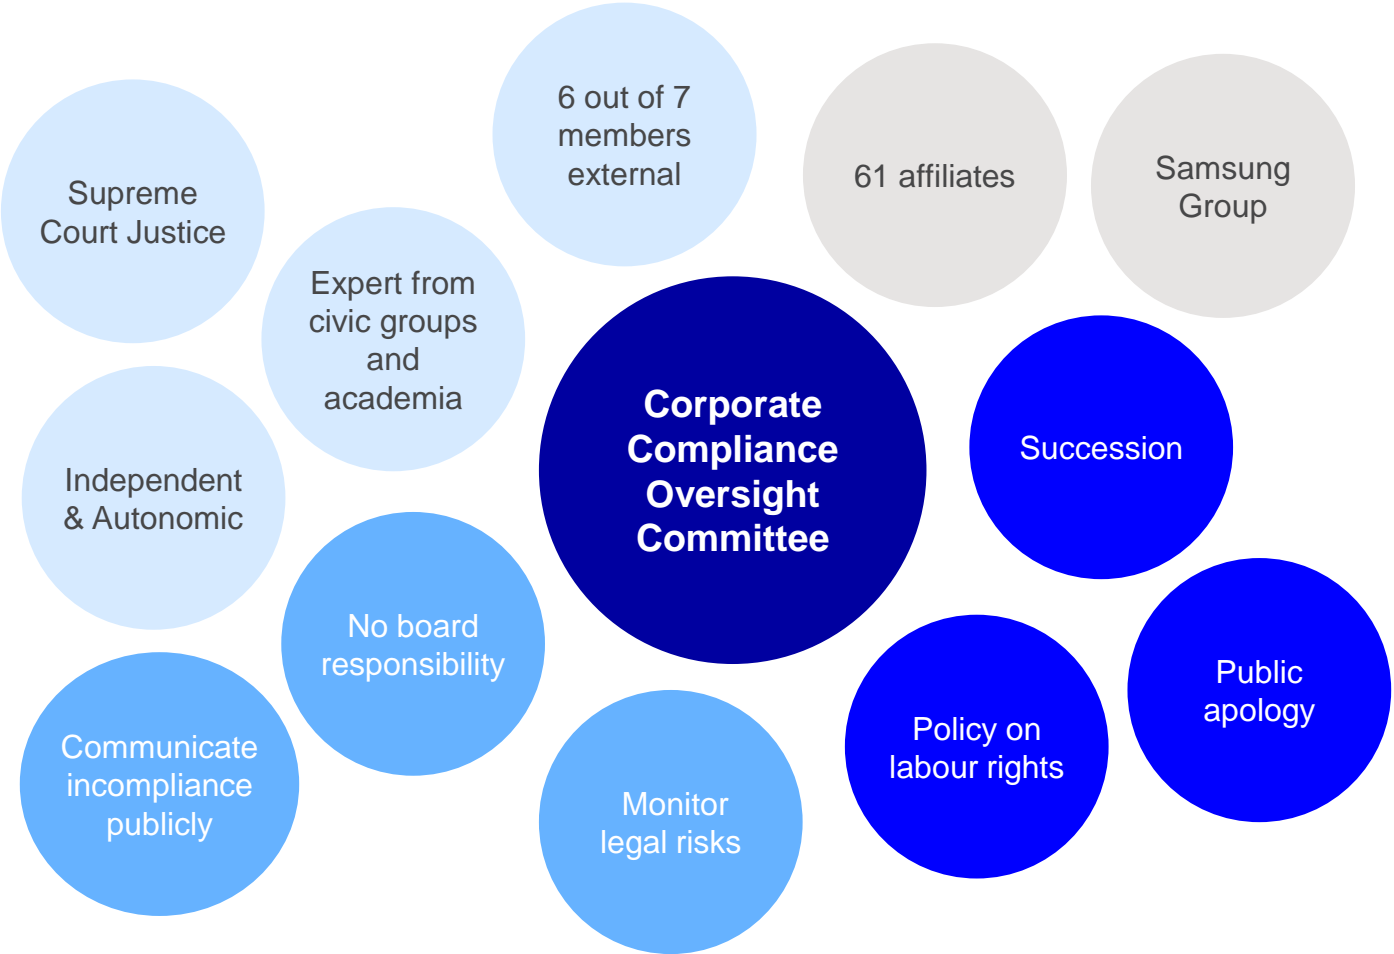 6 out of 7
members
external
61 affiliates
Samsung
Group
Supreme
Court Justice
Expert from
civic groups
and
academia
Corporate
Compliance
Oversight
Committee
Succession
Independent
& Autonomic
No board
responsibility
Public
apology
Policy on
labour rights
Communicate
incompliance
publicly
Monitor
legal risks